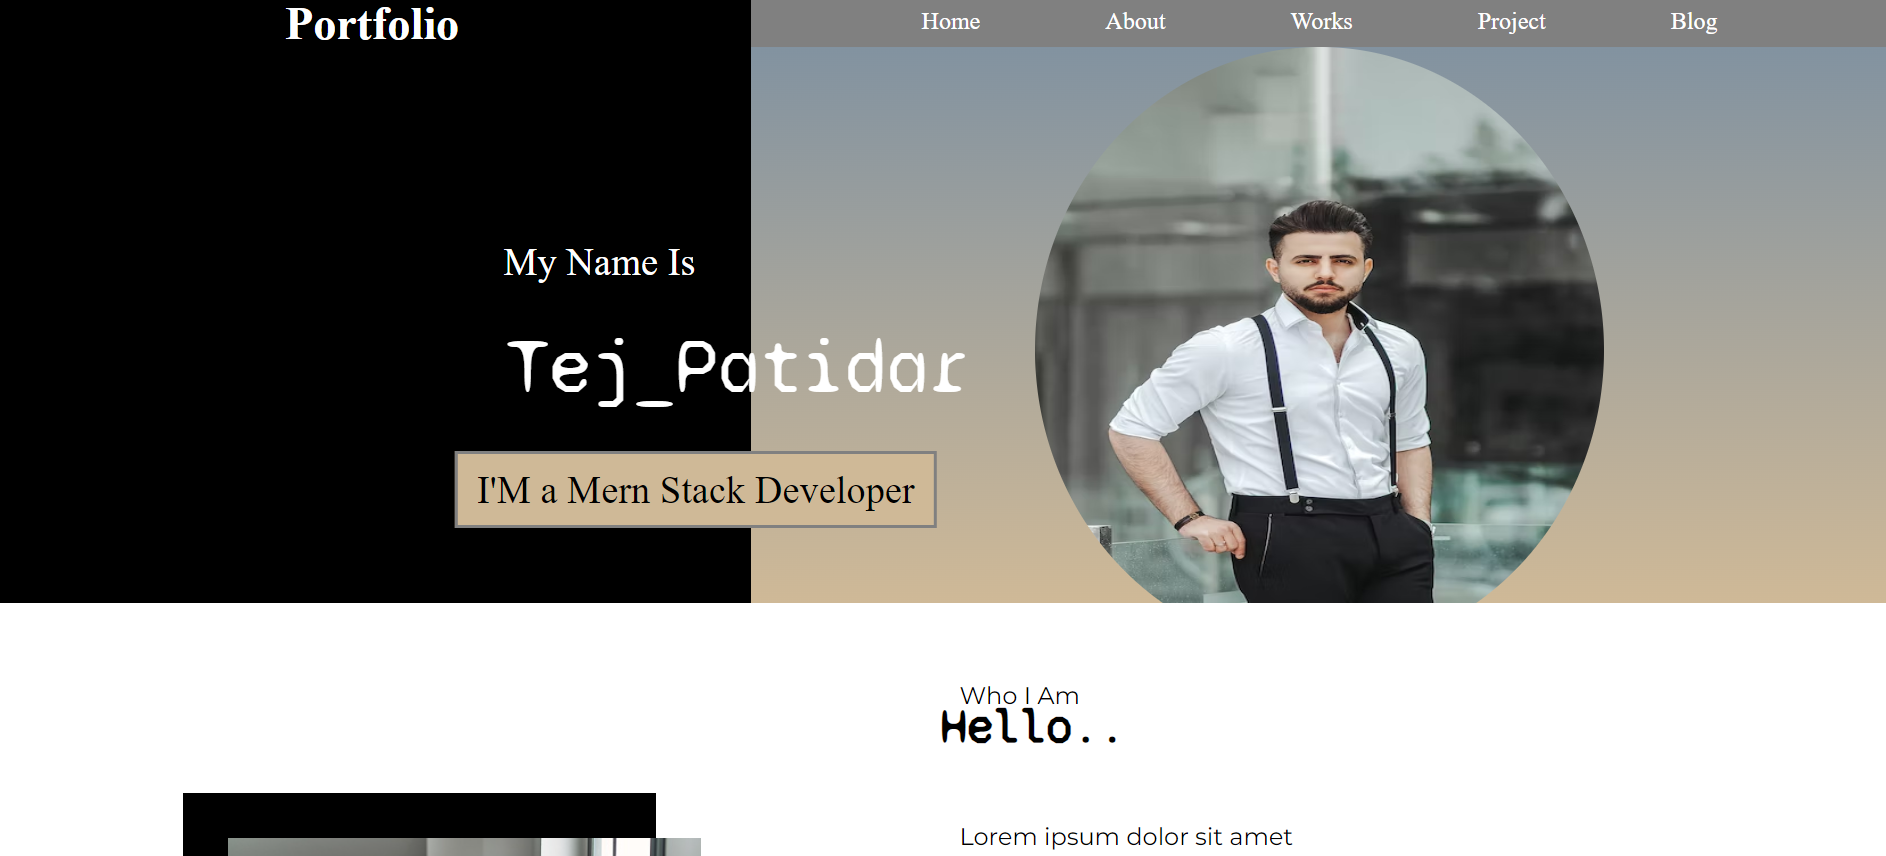 Portfolio
Home About Works Project Blog
My Name Is
Tej_Patidar
I'M a Mern Stack Developer
Who I Am
Hello..
Lorem ipsum dolor sit amet